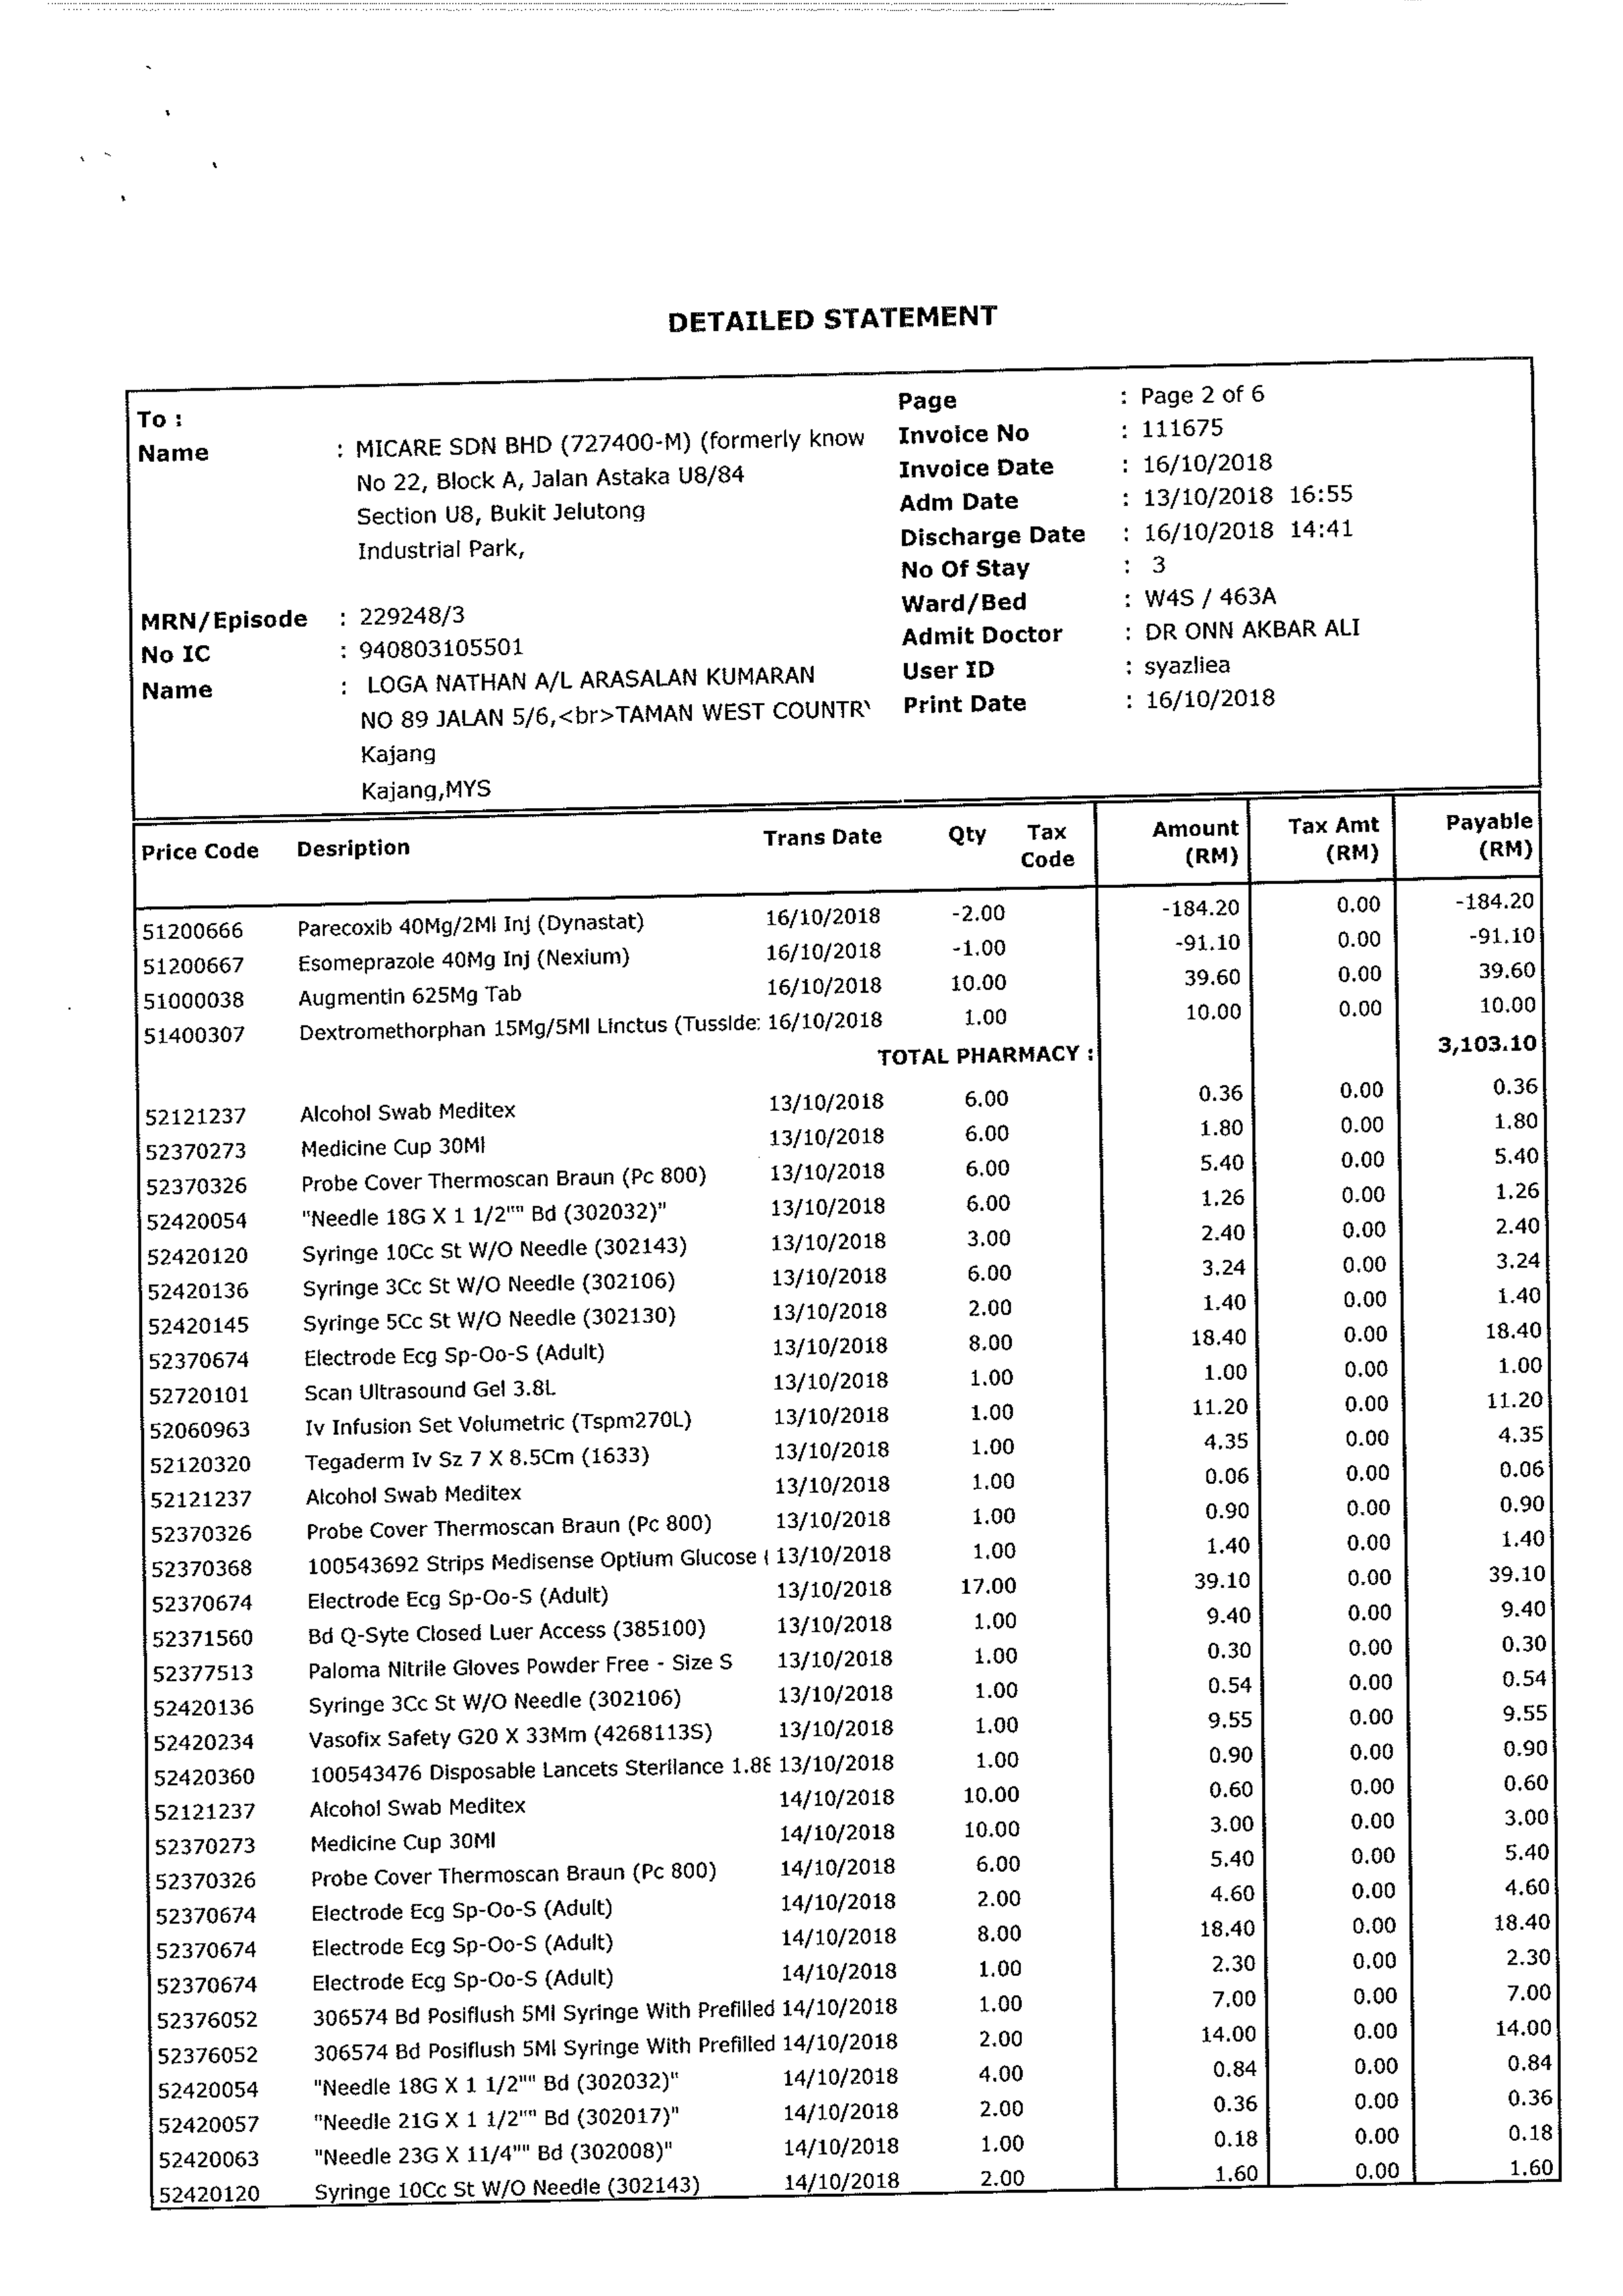 DETAILED STATEMENT
To :
Name : MICARE SDN BHD (727400-M) (formerly know
No 22, Block A, Jalan Astaka U8/84
Section U8, Bukit Jelutong
Industrial Park,
MRN/Episode : 229248/3
No IC : 940803105501
Name : LOGA NATHAN A/L ARASALAN KUMARAN
NO 89 JALAN 5/6,<br>TAMAN WEST COUNTR
Kajang
Kajang,MYS
Page : Page 2 of 6
Invoice No : 111675
Invoice Date : 16/10/2018
Adm Date : 13/10/2018 16:55
Discharge Date : 16/10/2018 14:41
No Of Stay : 3
Ward/Bed : W4S / 463A
Admit Doctor : DR ONN AKBAR ALI
User ID : syazliea
Print Date : 16/10/2018
Price Code Desription Trans Date Qty Tax Code Amount (RM) Tax Amt (RM) Payable (RM)
51200666 Parecoxib 40Mg/2Ml Inj (Dynastat) 16/10/2018 -2.00 -184.20 0.00 -184.20
51200667 Esomeprazole 40Mg Inj (Nexium) 16/10/2018 -1.00 -91.10 0.00 -91.10
51000038 Augmentin 625Mg Tab 16/10/2018 10.00 39.60 0.00 39.60
51400307 Dextromethorphan 15Mg/5Ml Linctus (Tusside: 16/10/2018 1.00 10.00 0.00 10.00
TOTAL PHARMACY : 3,103.10
52121237 Alcohol Swab Meditex 13/10/2018 6.00 0.36 0.00 0.36
52370273 Medicine Cup 30Ml 13/10/2018 6.00 1.80 0.00 1.80
52370326 Probe Cover Thermoscan Braun (Pc 800) 13/10/2018 6.00 5.40 0.00 5.40
52420054 "Needle 18G X 1 1/2"" Bd (302032)" 13/10/2018 6.00 1.26 0.00 1.26
52420120 Syringe 10Cc St W/O Needle (302143) 13/10/2018 3.00 2.40 0.00 2.40
52420136 Syringe 3Cc St W/O Needle (302106) 13/10/2018 6.00 3.24 0.00 3.24
52420145 Syringe 5Cc St W/O Needle (302130) 13/10/2018 2.00 1.40 0.00 1.40
52370674 Electrode Ecg Sp-Oo-S (Adult) 13/10/2018 8.00 18.40 0.00 18.40
52720101 Scan Ultrasound Gel 3.8L 13/10/2018 1.00 1.00 0.00 1.00
52060963 Iv Infusion Set Volumetric (Tspm270L) 13/10/2018 1.00 11.20 0.00 11.20
52120320 Tegaderm Iv Sz 7 X 8.5Cm (1633) 13/10/2018 1.00 4.35 0.00 4.35
52121237 Alcohol Swab Meditex 13/10/2018 1.00 0.06 0.00 0.06
52370326 Probe Cover Thermoscan Braun (Pc 800) 13/10/2018 1.00 0.90 0.00 0.90
52370368 100543692 Strips Medisense Optium Glucose ( 13/10/2018 1.00 1.40 0.00 1.40
52370674 Electrode Ecg Sp-Oo-S (Adult) 13/10/2018 17.00 39.10 0.00 39.10
52371560 Bd Q-Syte Closed Luer Access (385100) 13/10/2018 1.00 9.40 0.00 9.40
52377513 Paloma Nitrile Gloves Powder Free - Size S 13/10/2018 1.00 0.30 0.00 0.30
52420136 Syringe 3Cc St W/O Needle (302106) 13/10/2018 1.00 0.54 0.00 0.54
52420234 Vasofix Safety G20 X 33Mm (4268113S) 13/10/2018 1.00 9.55 0.00 9.55
52420360 100543476 Disposable Lancets Sterilance 1.88 13/10/2018 1.00 0.90 0.00 0.90
52121237 Alcohol Swab Meditex 14/10/2018 10.00 0.60 0.00 0.60
52370273 Medicine Cup 30Ml 14/10/2018 10.00 3.00 0.00 3.00
52370326 Probe Cover Thermoscan Braun (Pc 800) 14/10/2018 6.00 5.40 0.00 5.40
52370674 Electrode Ecg Sp-Oo-S (Adult) 14/10/2018 2.00 4.60 0.00 4.60
52370674 Electrode Ecg Sp-Oo-S (Adult) 14/10/2018 8.00 18.40 0.00 18.40
52370674 Electrode Ecg Sp-Oo-S (Adult) 14/10/2018 1.00 2.30 0.00 2.30
52376052 306574 Bd Posiflush 5Ml Syringe With Prefilled 14/10/2018 1.00 7.00 0.00 7.00
52376052 306574 Bd Posiflush 5Ml Syringe With Prefilled 14/10/2018 2.00 14.00 0.00 14.00
52420054 "Needle 18G X 1 1/2"" Bd (302032)" 14/10/2018 4.00 0.84 0.00 0.84
52420057 "Needle 21G X 1 1/2"" Bd (302017)" 14/10/2018 2.00 0.36 0.00 0.36
52420063 "Needle 23G X 11/4"" Bd (302008)" 14/10/2018 1.00 0.18 0.00 0.18
52420120 Syringe 10Cc St W/O Needle (302143) 14/10/2018 2.00 1.60 0.00 1.60